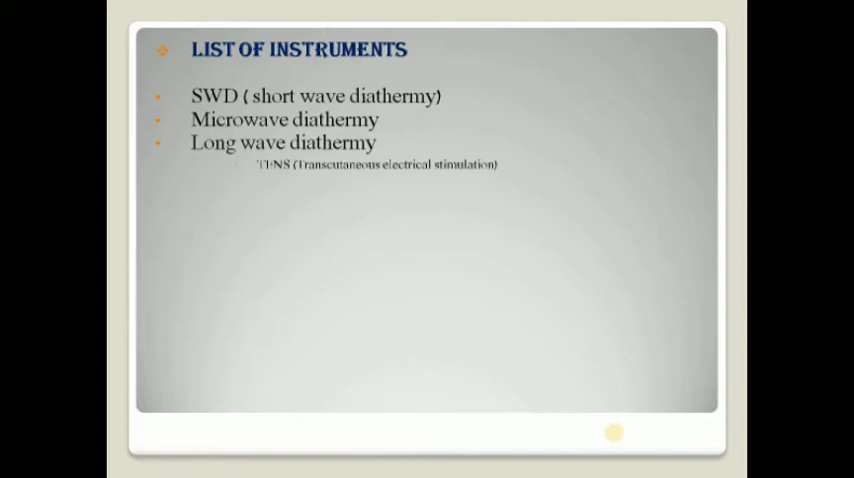 LIST OF INSTRUMENTS
SWD ( short wave diathermy)
Microwave diathermy
Long wave diathermy
TENS (Transcutaneous electrical stimulation)